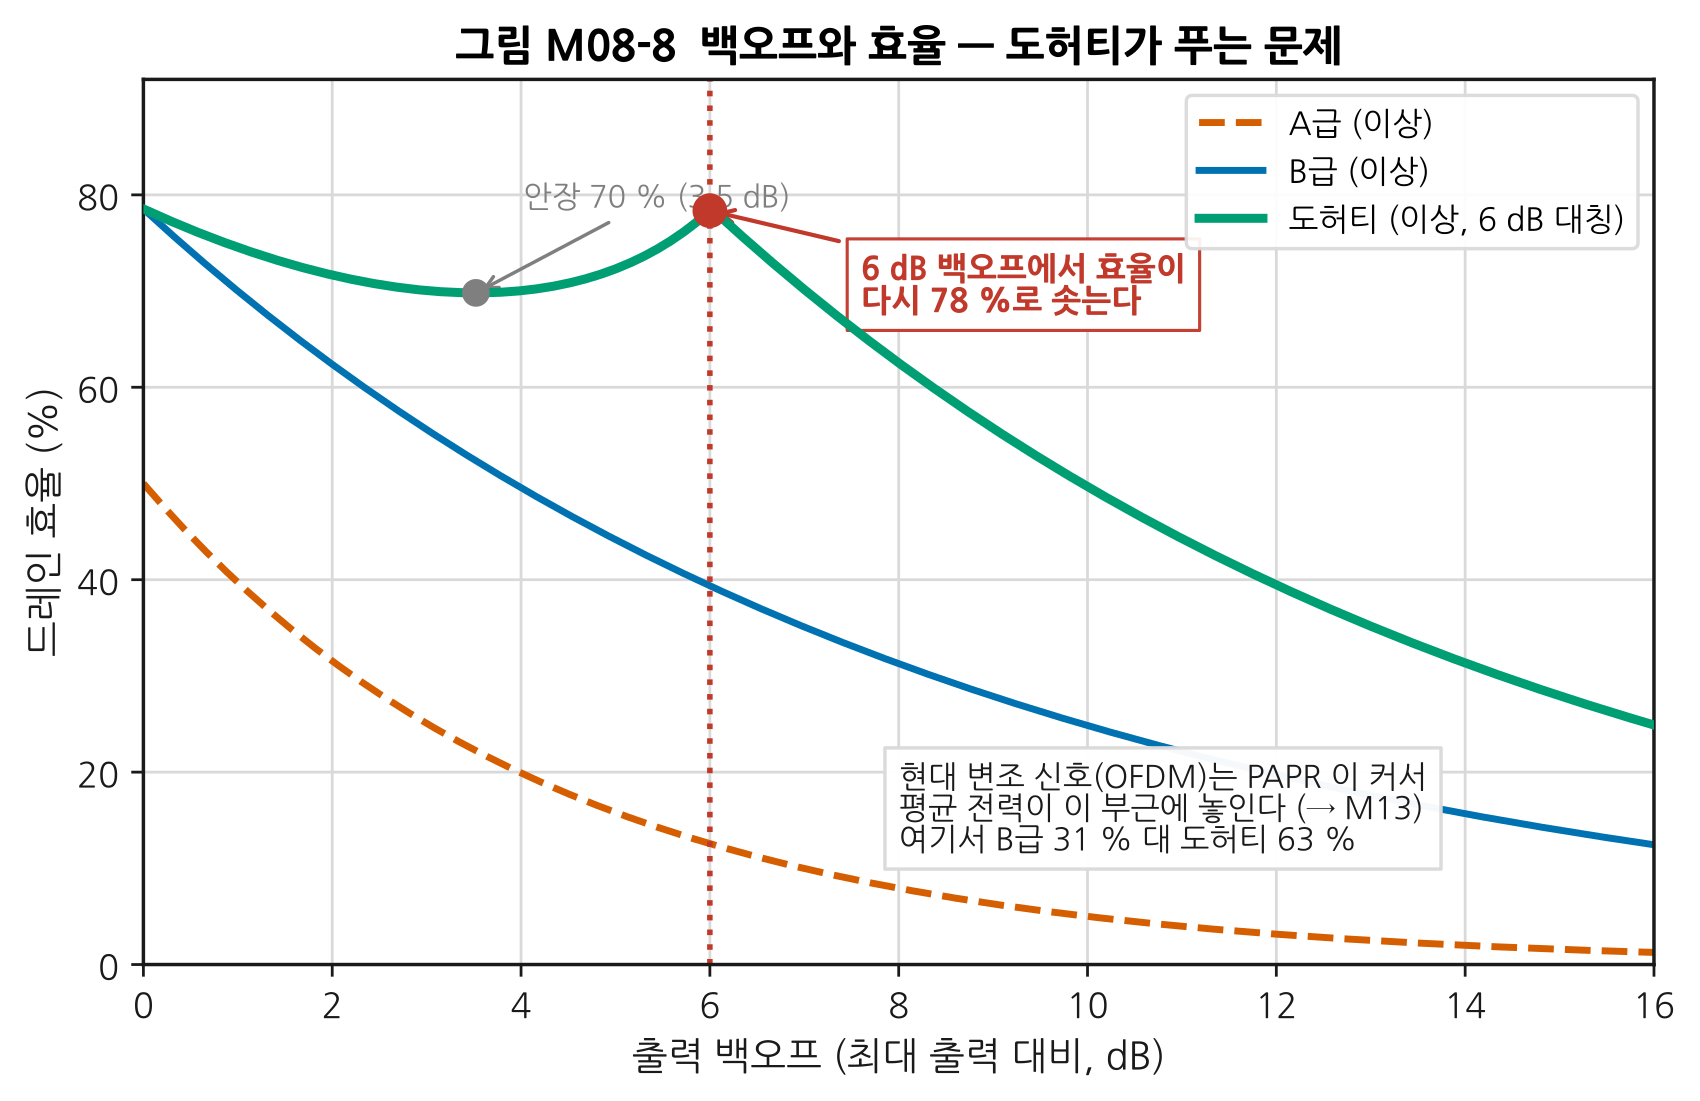 그림 M08-8 백오프와 효율 — 도허티가 푸는 문제
A급 (이상)
B급 (이상)
도허티 (이상, 6 dB 대칭)
안장 70 % (3.5 dB)
6 dB 백오프에서 효율이
다시 78 %로 솟는다
현대 변조 신호(OFDM)는 PAPR 이 커서
평균 전력이 이 부근에 놓인다 (→ M13)
여기서 B급 31 % 대 도허티 63 %
드레인 효율 (%)
80
60
40
20
0
0 2 4 6 8 10 12 14 16
출력 백오프 (최대 출력 대비, dB)